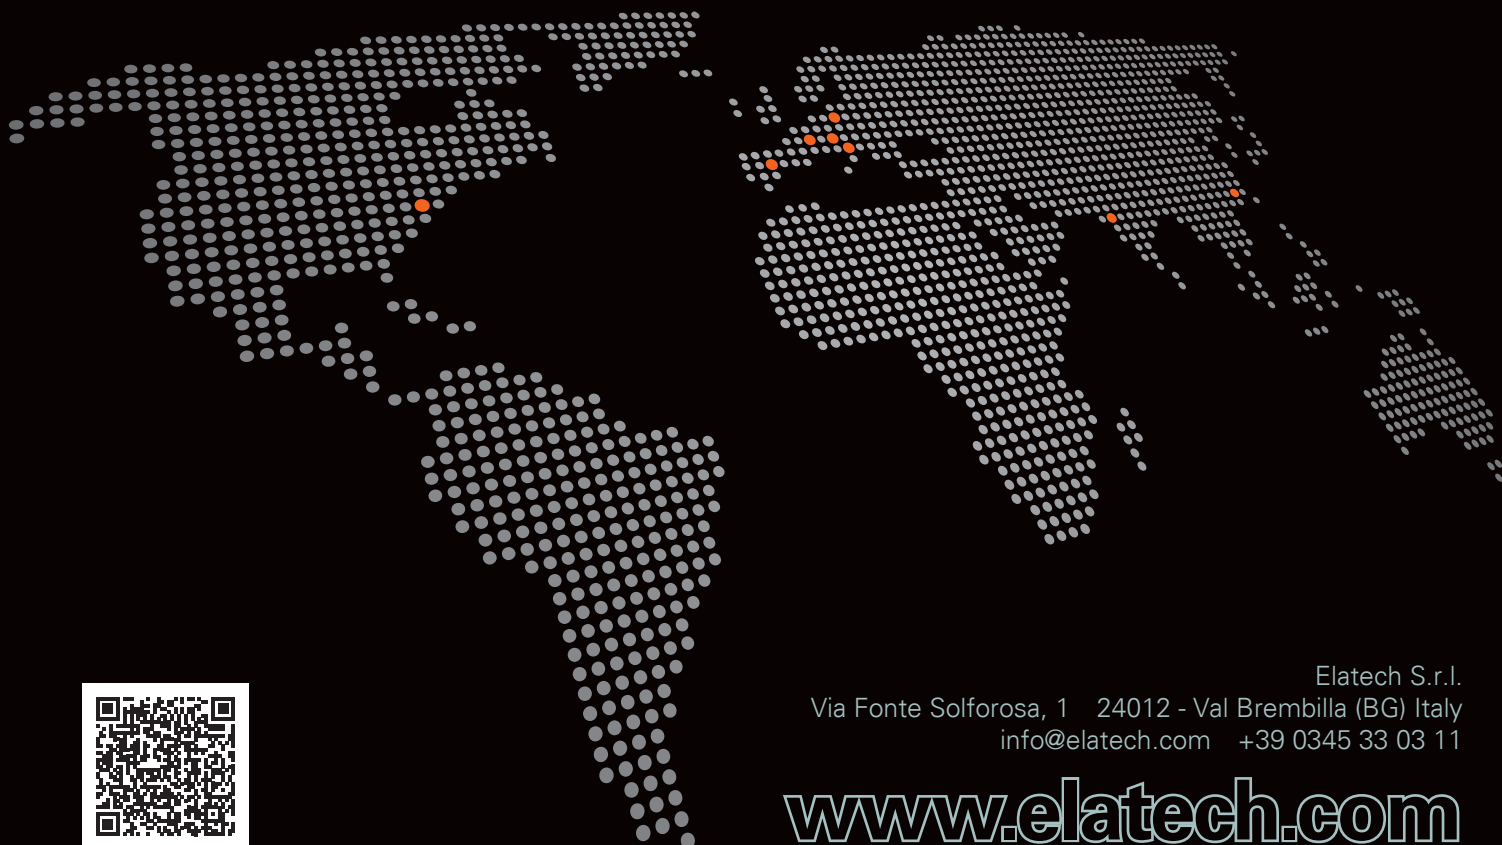 Elatech S.r.l.
Via Fonte Solforosa, 1 24012 - Val Brembilla (BG) Italy
info@elatech.com +39 0345 33 03 11
www.elatech.com